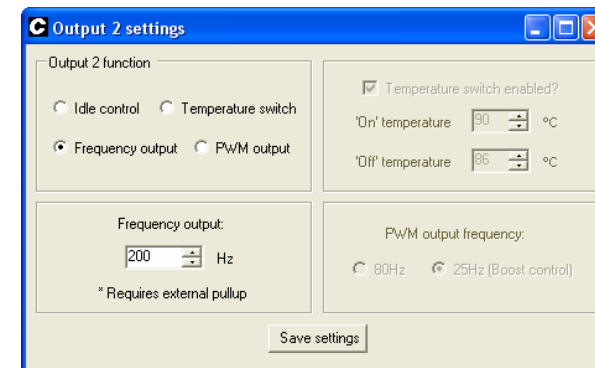 C Output 2 settings
Output 2 function
Idle control Temperature switch
Frequency output PWM output
Temperature switch enabled?
'On' temperature 90 °C
'Off' temperature 86 °C
Frequency output:
200 Hz
* Requires external pullup
PWM output frequency:
80Hz 25Hz (Boost control)
Save settings